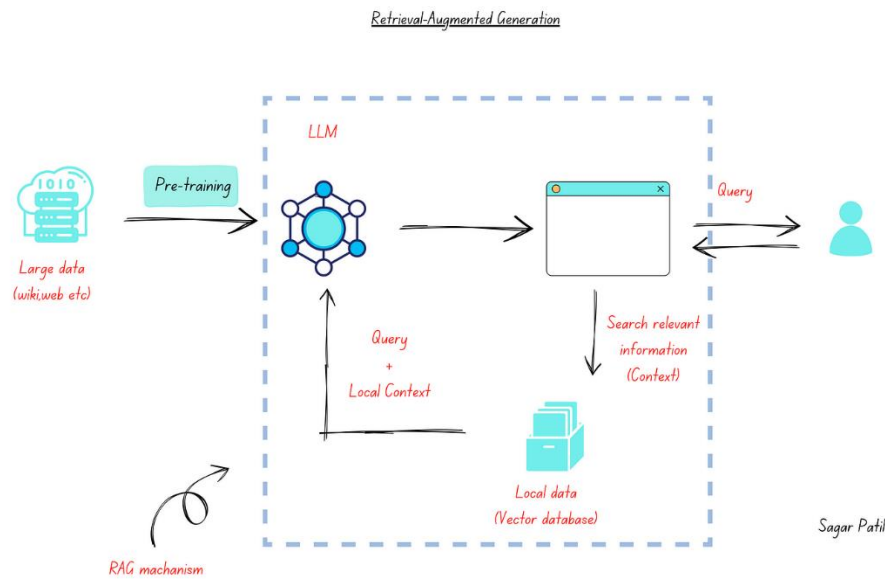 Retrieval-Augmented Generation
LLM
1010
Pre-training
Query
Large data
(wiki,web etc)
Search relevant
information
(Context)
Query
+
Local Context
Local data
(Vector database)
Sagar Patil
RAG machanism